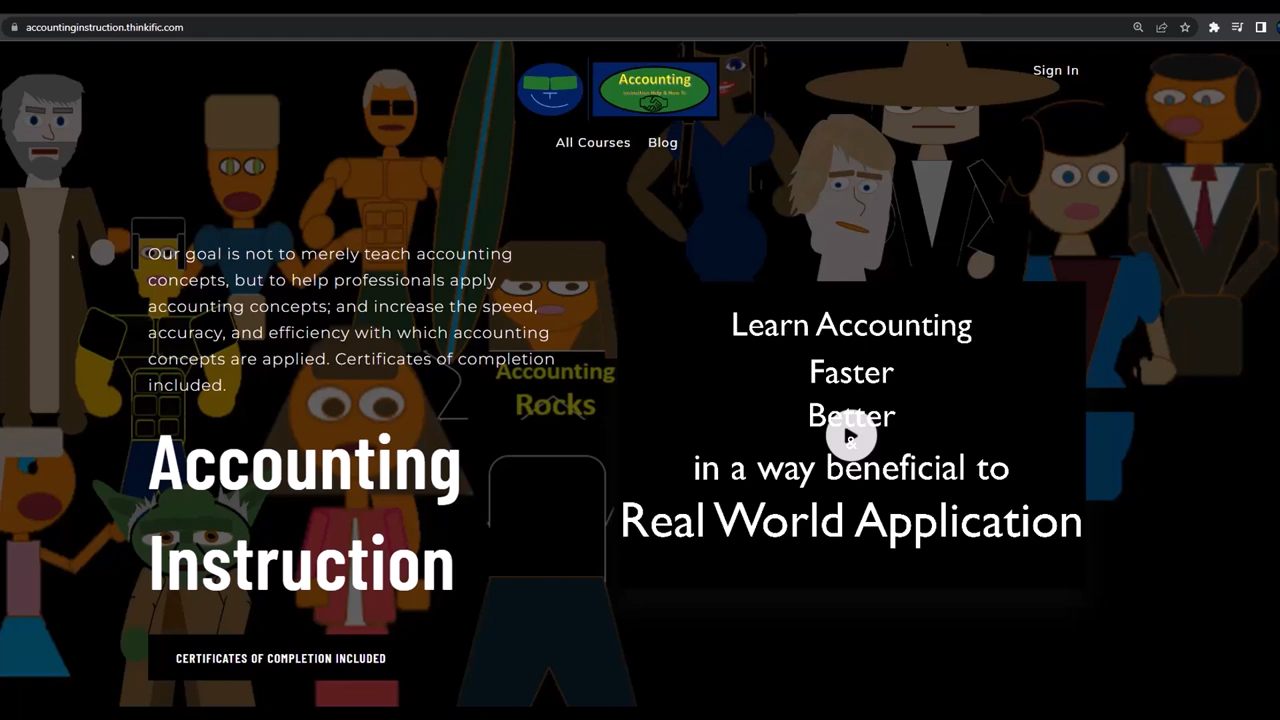 accountinginstruction.thinkific.com
Sign In
Accounting
All Courses Blog
Our goal is not to merely teach accounting
concepts, but to help professionals apply
accounting concepts; and increase the speed,
accuracy, and efficiency with which accounting
concepts are applied. Certificates of completion
included.
Accounting
Rocks
Accounting
Instruction
CERTIFICATES OF COMPLETION INCLUDED
Learn Accounting
Faster
Better
&
in a way beneficial to
Real World Application